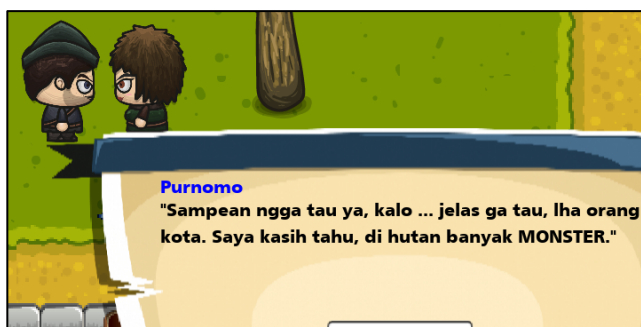 Purnomo
"Sampean ngga tau ya, kalo ... jelas ga tau, lha orang
kota. Saya kasih tahu, di hutan banyak MONSTER."